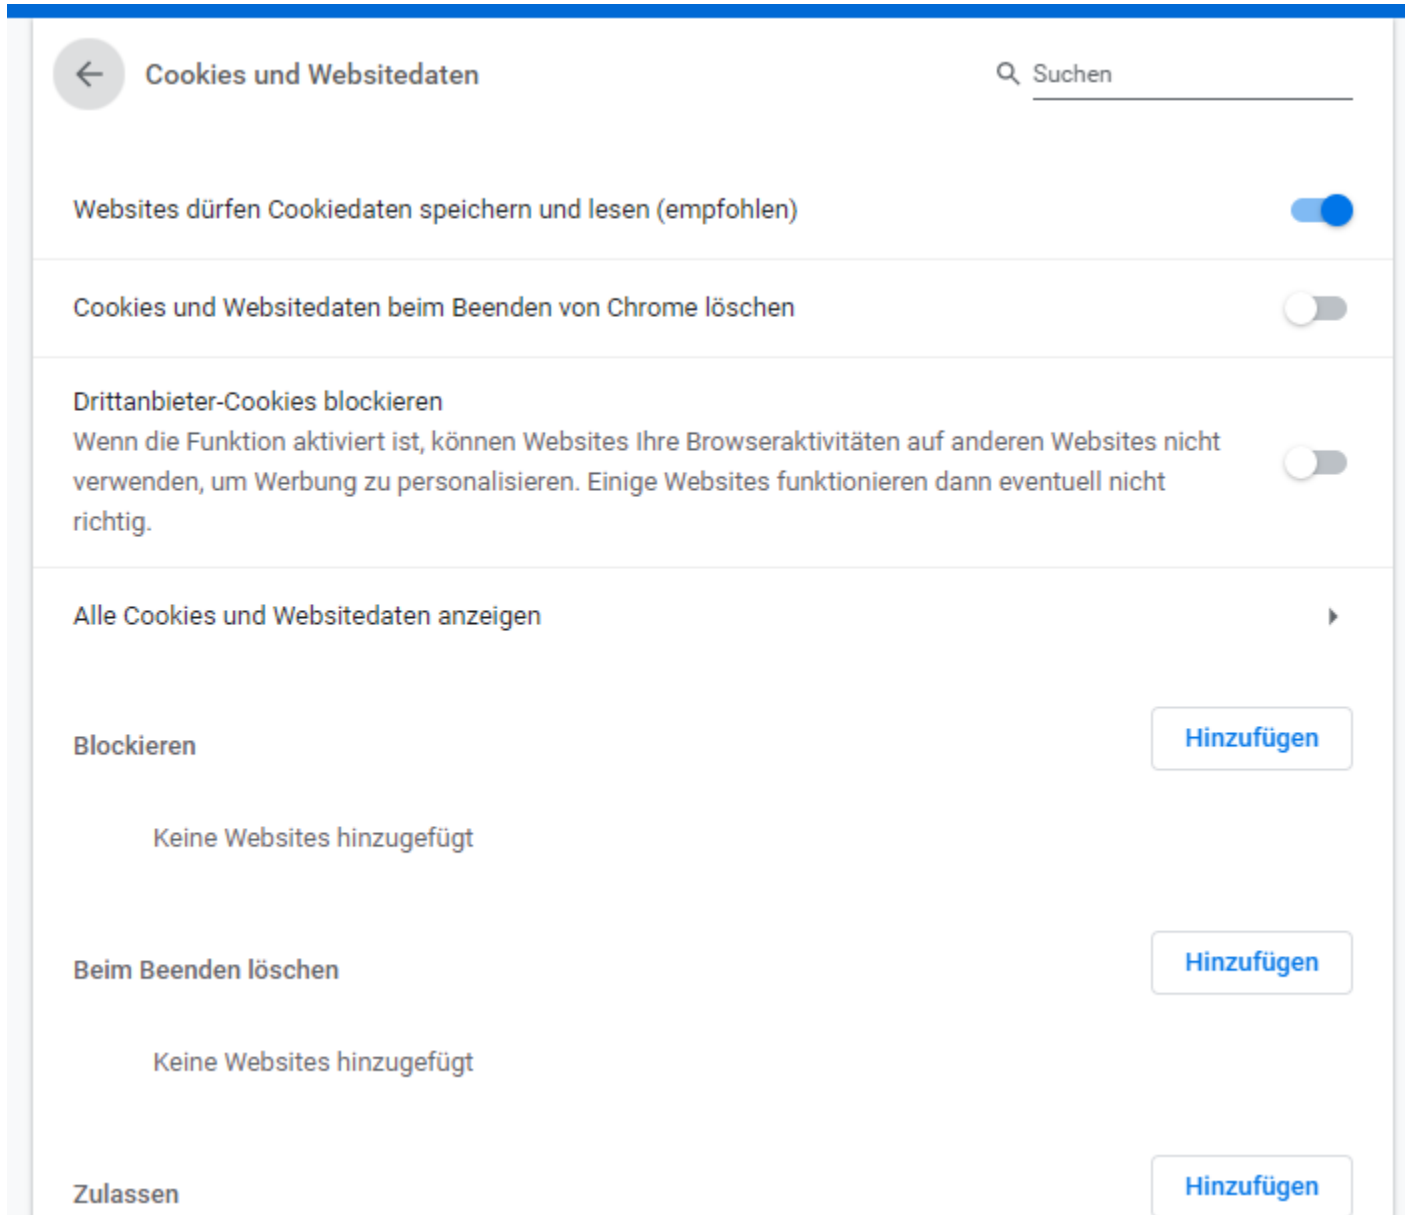 Cookies und Websitedaten
Suchen
Websites dürfen Cookiedaten speichern und lesen (empfohlen)
Cookies und Websitedaten beim Beenden von Chrome löschen
Drittanbieter-Cookies blockieren
Wenn die Funktion aktiviert ist, können Websites Ihre Browseraktivitäten auf anderen Websites nicht
verwenden, um Werbung zu personalisieren. Einige Websites funktionieren dann eventuell nicht
richtig.
Alle Cookies und Websitedaten anzeigen
Blockieren
Hinzufügen
Keine Websites hinzugefügt
Beim Beenden löschen
Hinzufügen
Keine Websites hinzugefügt
Zulassen
Hinzufügen